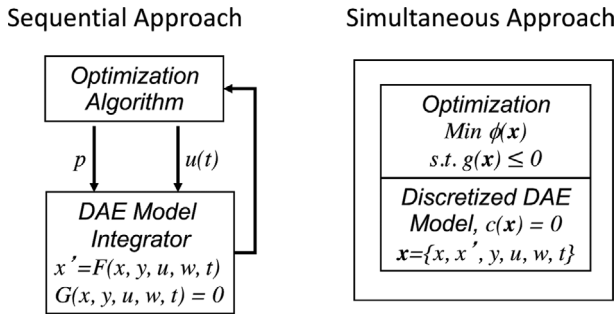 Sequential Approach
Optimization
Algorithm
p
u(t)
DAE Model
Integrator
x’=F(x, y, u, w, t)
G(x, y, u, w, t) = 0
Simultaneous Approach
Optimization
Min ϕ(x)
s.t. g(x) ≤ 0
Discretized DAE
Model, c(x) = 0
x={x, x’, y, u, w, t}